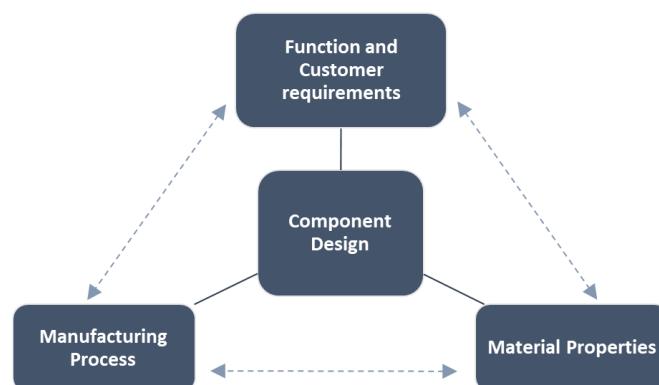 Function and
Customer
requirements
Component
Design
Manufacturing
Process
Material Properties